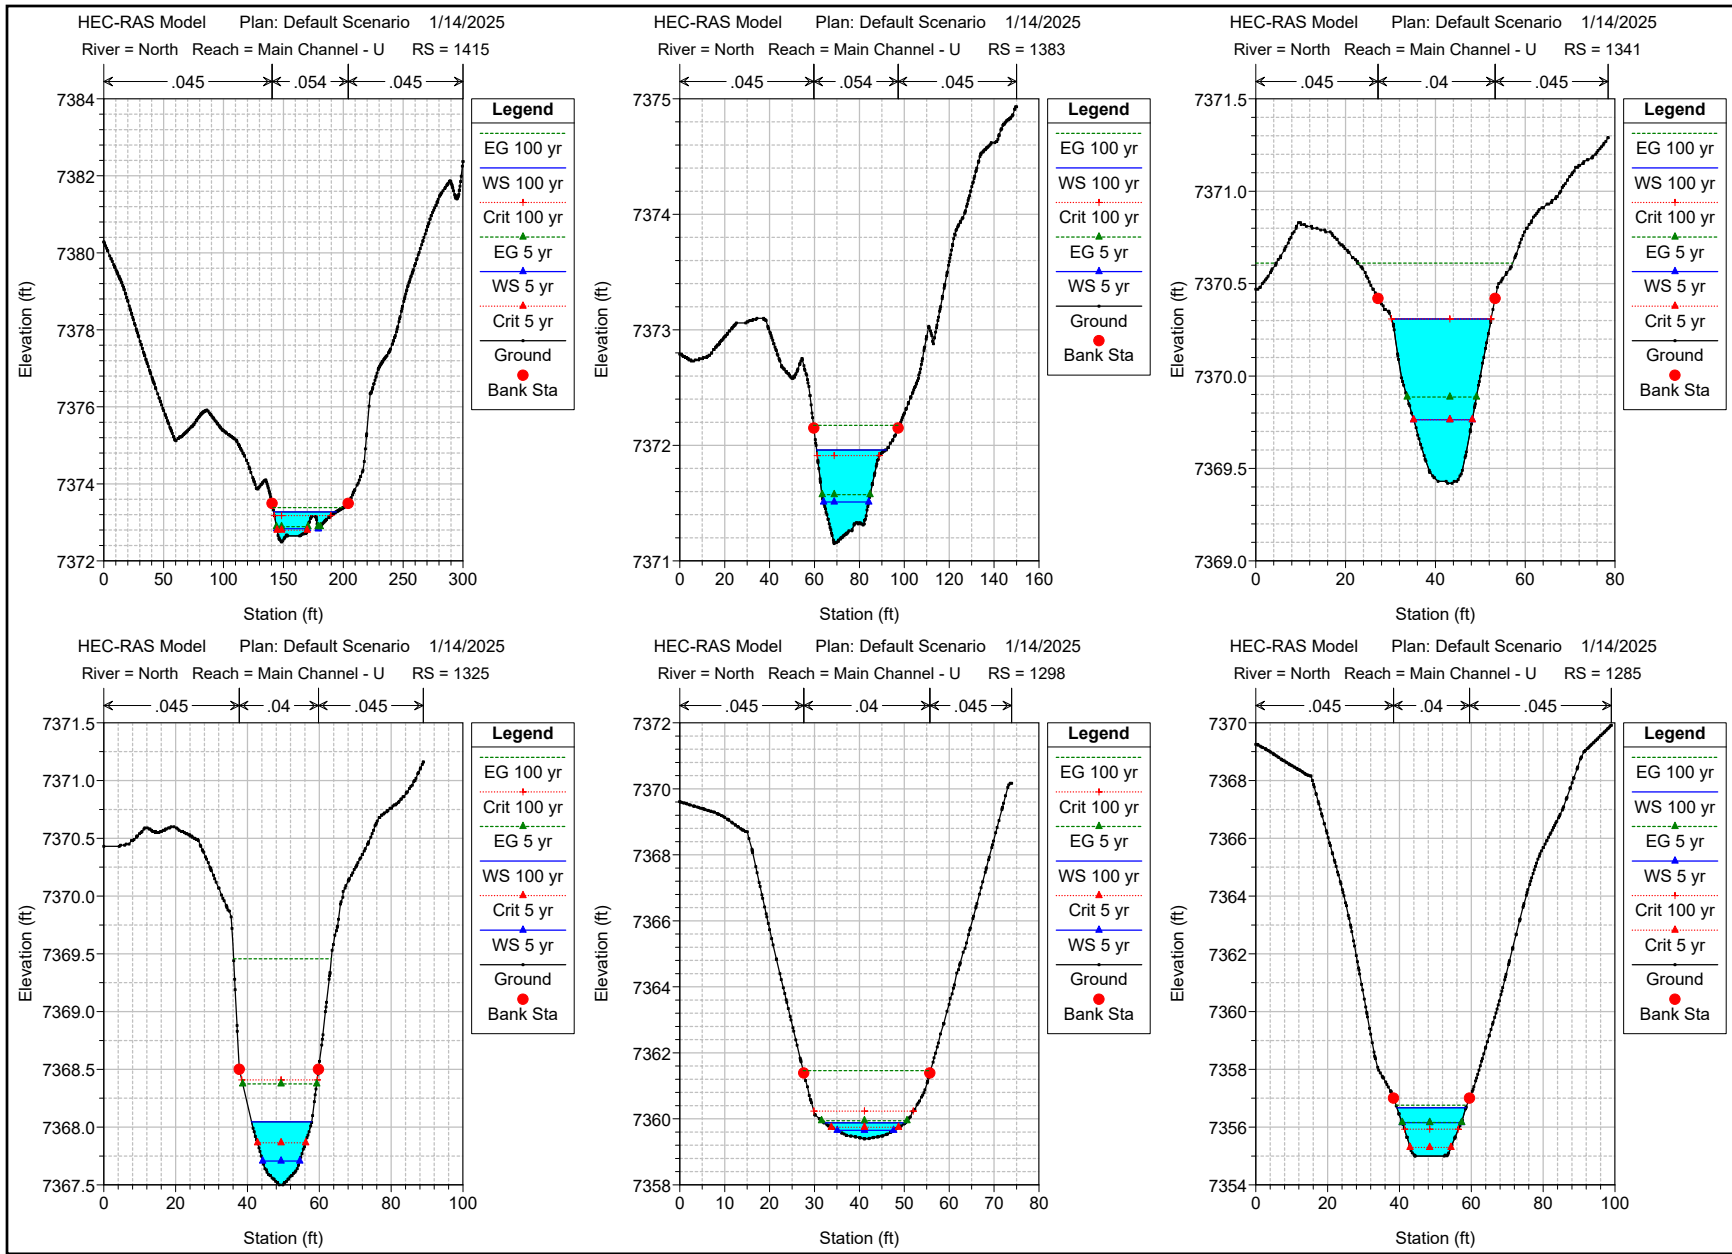 HEC-RAS Model Plan: Default Scenario 1/14/2025
River = North Reach = Main Channel - U RS = 1415
.045 .054 .045
7384
7382
7380
7378
7376
7374
7372
Elevation (ft)
0 50 100 150 200 250 300
Station (ft)
Legend
EG 100 yr
WS 100 yr
Crit 100 yr
EG 5 yr
WS 5 yr
Crit 5 yr
Ground
Bank Sta
HEC-RAS Model Plan: Default Scenario 1/14/2025
River = North Reach = Main Channel - U RS = 1383
.045 .054 .045
7375
7374
7373
7372
7371
Elevation (ft)
0 20 40 60 80 100 120 140 160
Station (ft)
Legend
EG 100 yr
WS 100 yr
Crit 100 yr
EG 5 yr
WS 5 yr
Ground
Bank Sta
HEC-RAS Model Plan: Default Scenario 1/14/2025
River = North Reach = Main Channel - U RS = 1341
.045 .04 .045
7371.5
7371.0
7370.5
7370.0
7369.5
7369.0
Elevation (ft)
0 20 40 60 80
Station (ft)
Legend
EG 100 yr
WS 100 yr
Crit 100 yr
EG 5 yr
WS 5 yr
Crit 5 yr
Ground
Bank Sta
HEC-RAS Model Plan: Default Scenario 1/14/2025
River = North Reach = Main Channel - U RS = 1325
.045 .04 .045
7371.5
7371.0
7370.5
7370.0
7369.5
7369.0
7368.5
7368.0
7367.5
Elevation (ft)
0 20 40 60 80 100
Station (ft)
Legend
EG 100 yr
Crit 100 yr
EG 5 yr
WS 100 yr
Crit 5 yr
WS 5 yr
Ground
Bank Sta
HEC-RAS Model Plan: Default Scenario 1/14/2025
River = North Reach = Main Channel - U RS = 1298
.045 .04 .045
7372
7370
7368
7366
7364
7362
7360
7358
Elevation (ft)
0 10 20 30 40 50 60 70 80
Station (ft)
Legend
EG 100 yr
Crit 100 yr
EG 5 yr
WS 100 yr
Crit 5 yr
WS 5 yr
Ground
Bank Sta
HEC-RAS Model Plan: Default Scenario 1/14/2025
River = North Reach = Main Channel - U RS = 1285
.045 .04 .045
7370
7368
7366
7364
7362
7360
7358
7356
7354
Elevation (ft)
0 20 40 60 80 100
Station (ft)
Legend
EG 100 yr
WS 100 yr
EG 5 yr
WS 5 yr
Crit 100 yr
Crit 5 yr
Ground
Bank Sta